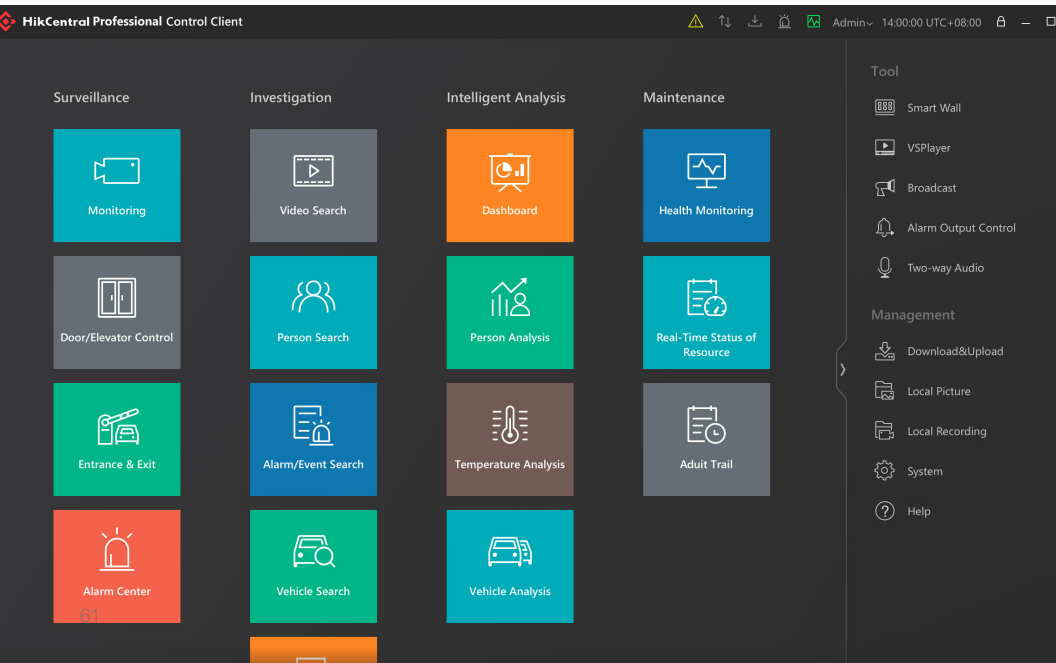 HikCentral Professional Control Client
Admin 14:00:00 UTC+08:00
Surveillance
Monitoring
Door/Elevator Control
Entrance & Exit
Alarm Center
61
Investigation
Video Search
Person Search
Alarm/Event Search
Vehicle Search
Intelligent Analysis
Dashboard
Person Analysis
Temperature Analysis
Vehicle Analysis
Maintenance
Health Monitoring
Real-Time Status of
Resource
Aduit Trail
Tool
Smart Wall
VSPlayer
Broadcast
Alarm Output Control
Two-way Audio
Management
Download&Upload
Local Picture
Local Recording
System
Help